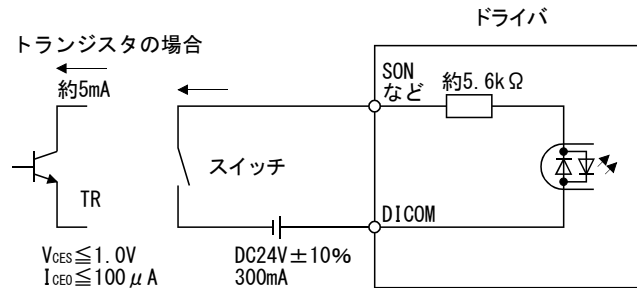 ドライバ
トランジスタの場合
約5mA
SON
など
約5.6kΩ
スイッチ
TR
DICOM
VCES≦1.0V
ICEO≦100μA
DC24V±10%
300mA